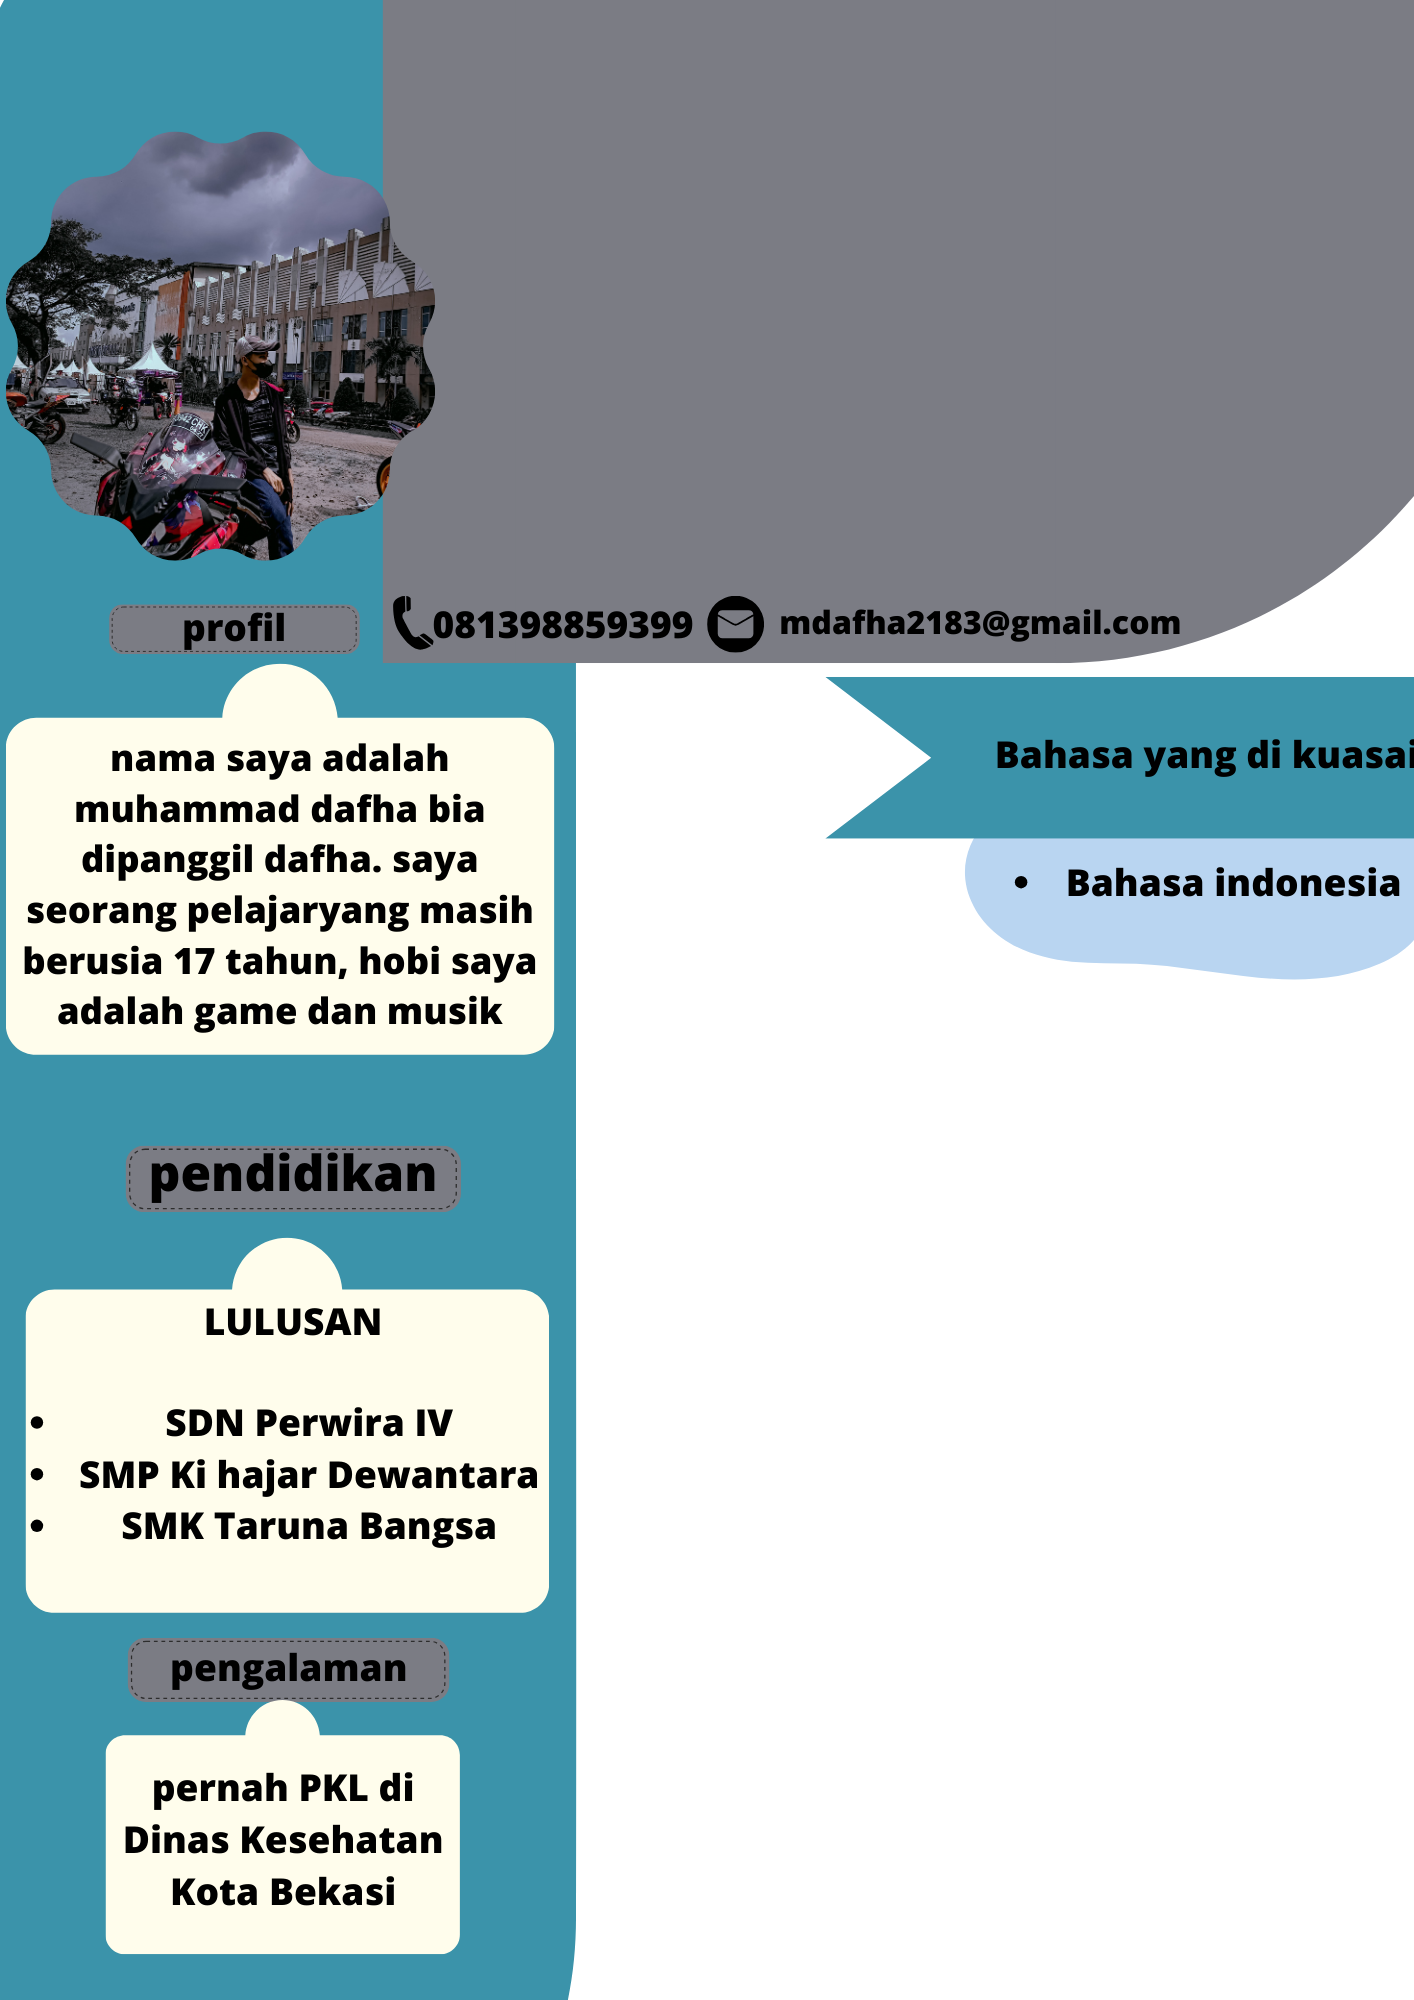 profil
081398859399
mdafha2183@gmail.com
nama saya adalah
muhammad dafha bia
dipanggil dafha. saya
seorang pelajaryang masih
berusia 17 tahun, hobi saya
adalah game dan musik
pendidikan
LULUSAN
• SDN Perwira IV
• SMP Ki hajar Dewantara
• SMK Taruna Bangsa
pengalaman
pernah PKL di
Dinas Kesehatan
Kota Bekasi
Bahasa yang di kuasai
• Bahasa indonesia